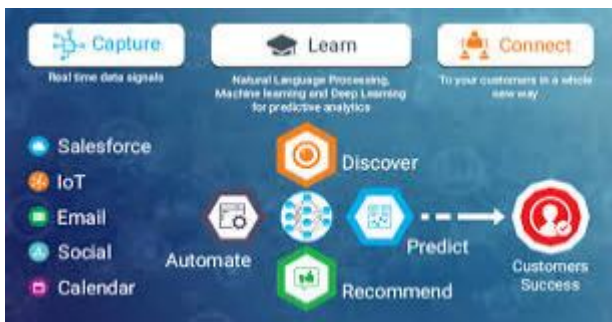 Capture
Real time data signals
Learn
Natural Language Processing,
Machine learning and Deep Learning
for predictive analytics
Connect
To your customers in a whole
new way
Salesforce
IoT
Email
Social
Calendar
Discover
Automate
Predict
Recommend
Customers
Success